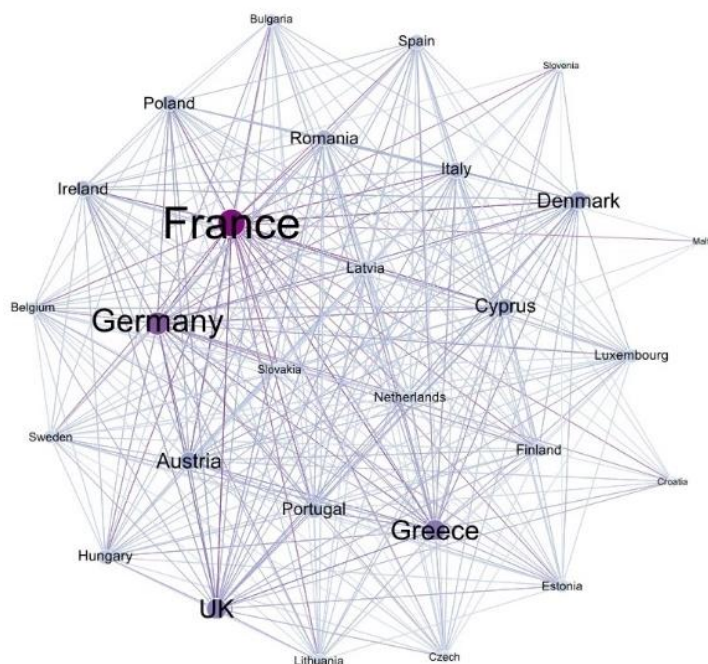 Bulgaria
Spain
Slovenia
Poland
Romania
Italy
Ireland
Denmark
France
Malt
Latvia
Belgium
Cyprus
Germany
Luxembourg
Slovakia
Netherlands
Sweden
Finland
Austria
Croatia
Portugal
Greece
Hungary
Estonia
UK
Lithuania
Czech